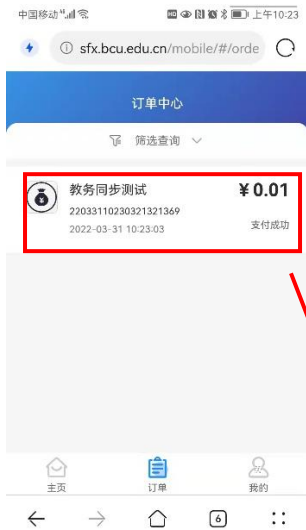 中国移动 4G HD 上午10:23
sfx.bcu.edu.cn/mobile/#/orde
订单中心
筛选查询
教务同步测试 ¥0.01
22033110230321321369
2022-03-31 10:23:03 支付成功
主页 订单 我的
6